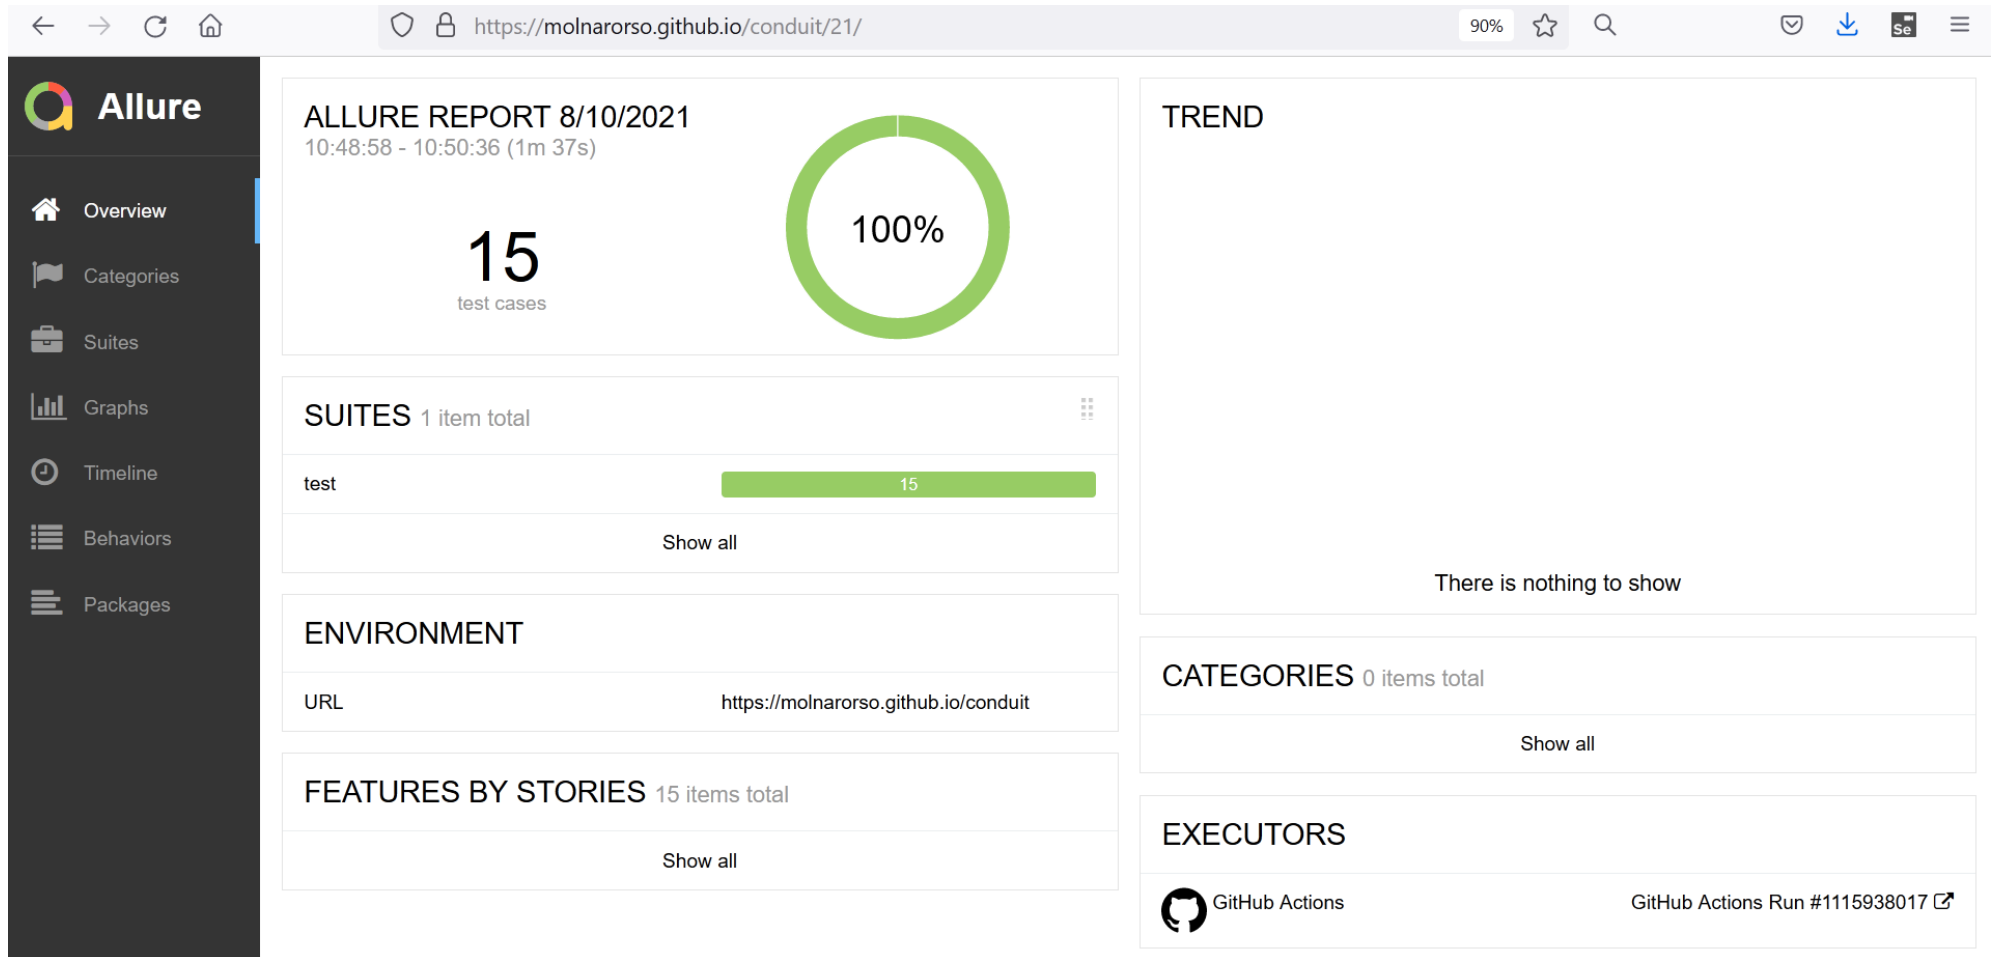 https://molnarorso.github.io/conduit/21/
90%
Se
Allure
Overview
Categories
Suites
Graphs
Timeline
Behaviors
Packages
ALLURE REPORT 8/10/2021
10:48:58 - 10:50:36 (1m 37s)
15
test cases
100%
SUITES 1 item total
test 15
Show all
ENVIRONMENT
URL https://molnarorso.github.io/conduit
FEATURES BY STORIES 15 items total
Show all
TREND
There is nothing to show
CATEGORIES 0 items total
Show all
EXECUTORS
GitHub Actions GitHub Actions Run #1115938017